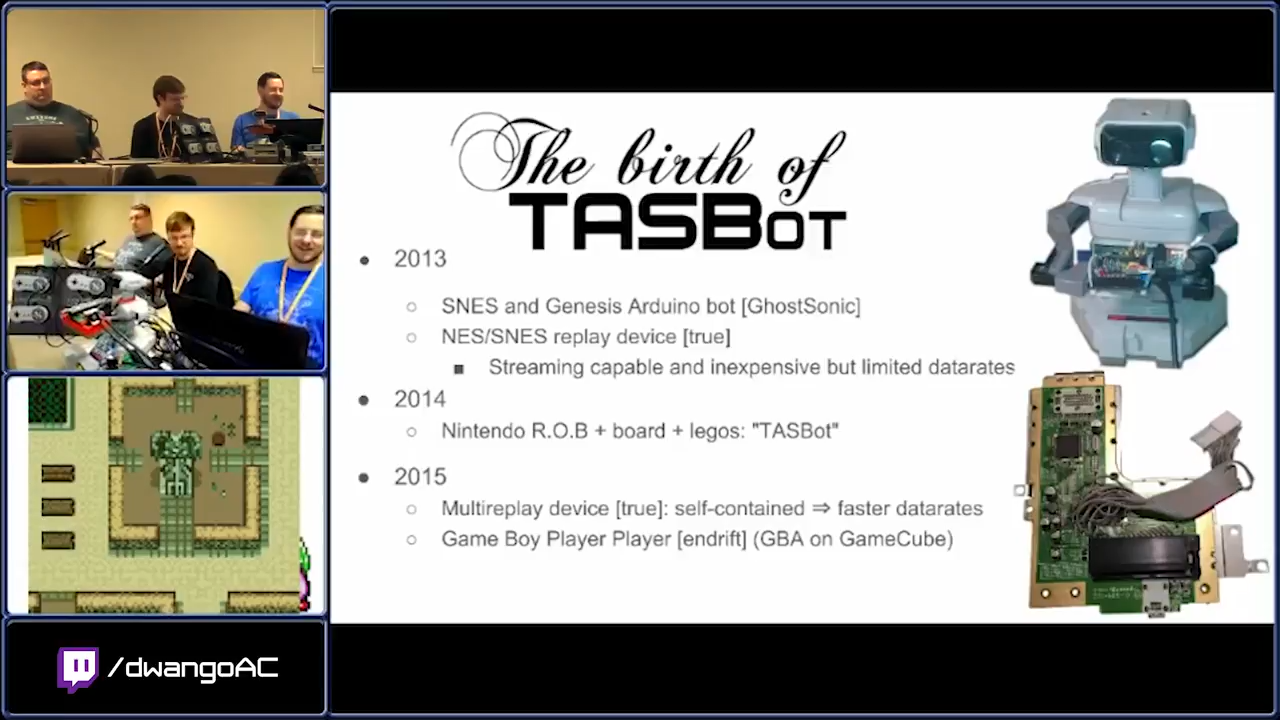 The birth of
TASBOT
● 2013
○ SNES and Genesis Arduino bot [GhostSonic]
○ NES/SNES replay device [true]
■ Streaming capable and inexpensive but limited datarates
● 2014
○ Nintendo R.O.B + board + legos: "TASBot"
● 2015
○ Multireplay device [true]: self-contained ⇒ faster datarates
○ Game Boy Player Player [endrift] (GBA on GameCube)
/dwangoAC